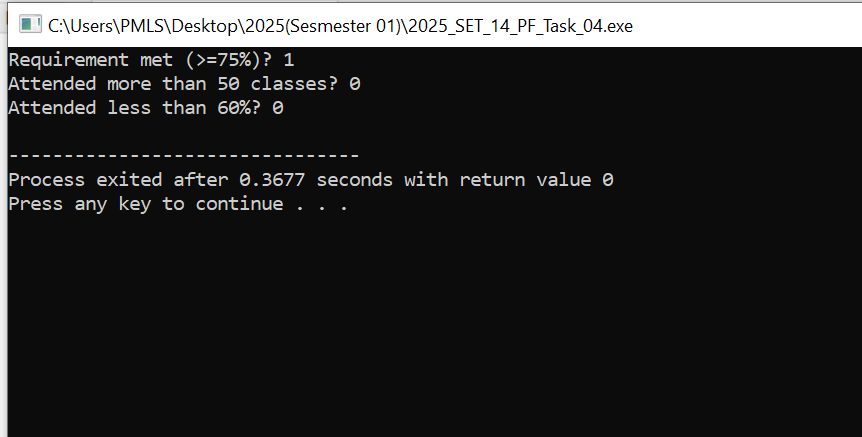 C:\Users\PMLS\Desktop\2025(Sesmester 01)\2025_SET_14_PF_Task_04.exe
Requirement met (>=75%)? 1
Attended more than 50 classes? 0
Attended less than 60%? 0
--------------------------------
Process exited after 0.3677 seconds with return value 0
Press any key to continue . . .